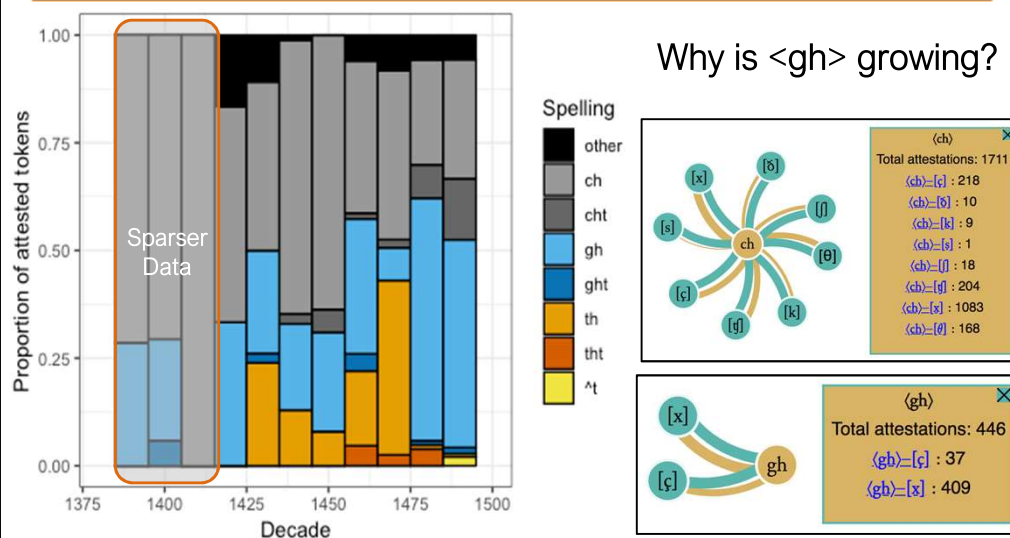 Why is <gh> growing?
Proportion of attested tokens
1.00
0.75
0.50
0.25
0.00
Sparser
Data
1375
1400
1425
1450
1475
1500
Decade
Spelling
other
ch
cht
gh
ght
th
tht
^t
[x]
[ð]
[ʃ]
[θ]
[k]
[ʧ]
[ç]
[s]
ch
⟨ch⟩
Total attestations: 1711
⟨ch⟩–[ç] : 218
⟨ch⟩–[ð] : 10
⟨ch⟩–[k] : 9
⟨ch⟩–[s] : 1
⟨ch⟩–[ʃ] : 18
⟨ch⟩–[ʧ] : 204
⟨ch⟩–[x] : 1083
⟨ch⟩–[θ] : 168
[x]
[ç]
gh
⟨gh⟩
Total attestations: 446
⟨gh⟩–[ç] : 37
⟨gh⟩–[x] : 409